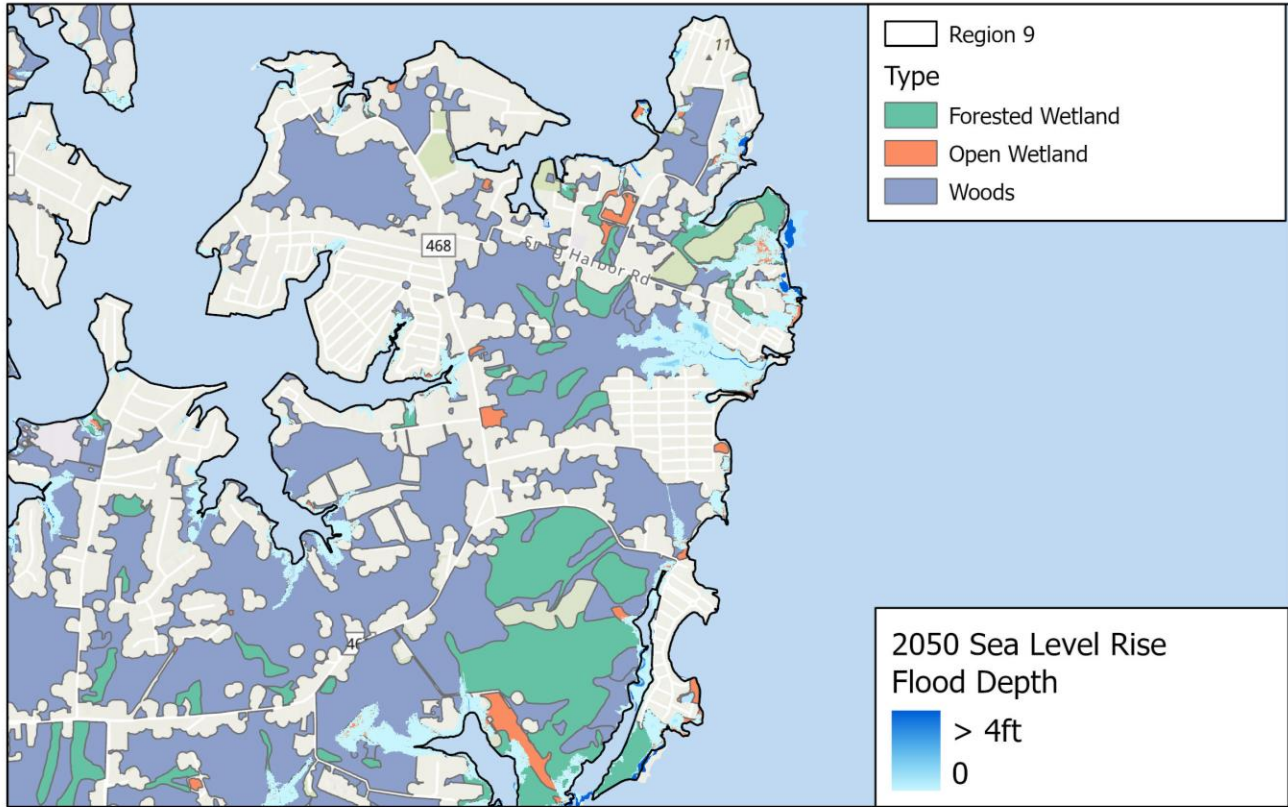 Region 9
Type
Forested Wetland
Open Wetland
Woods
11
468
Harbor Rd
2050 Sea Level Rise
Flood Depth
> 4ft
0